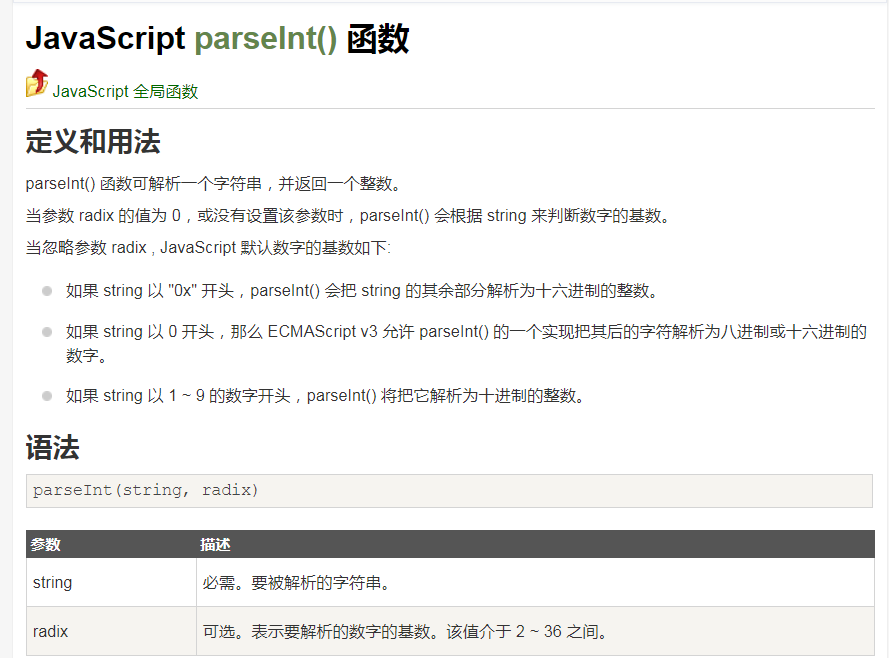 JavaScript parseInt() 函数
JavaScript 全局函数
定义和用法
parseInt() 函数可解析一个字符串，并返回一个整数。
当参数 radix 的值为 0，或没有设置该参数时，parseInt() 会根据 string 来判断数字的基数。
当忽略参数 radix , JavaScript 默认数字的基数如下:
如果 string 以 "0x" 开头，parseInt() 会把 string 的其余部分解析为十六进制的整数。
如果 string 以 0 开头，那么 ECMAScript v3 允许 parseInt() 的一个实现把其后的字符解析为八进制或十六进制的
数字。
如果 string 以 1 ~ 9 的数字开头，parseInt() 将把它解析为十进制的整数。
语法
parseInt(string, radix)
参数 描述
string 必需。要被解析的字符串。
radix 可选。表示要解析的数字的基数。该值介于 2 ~ 36 之间。